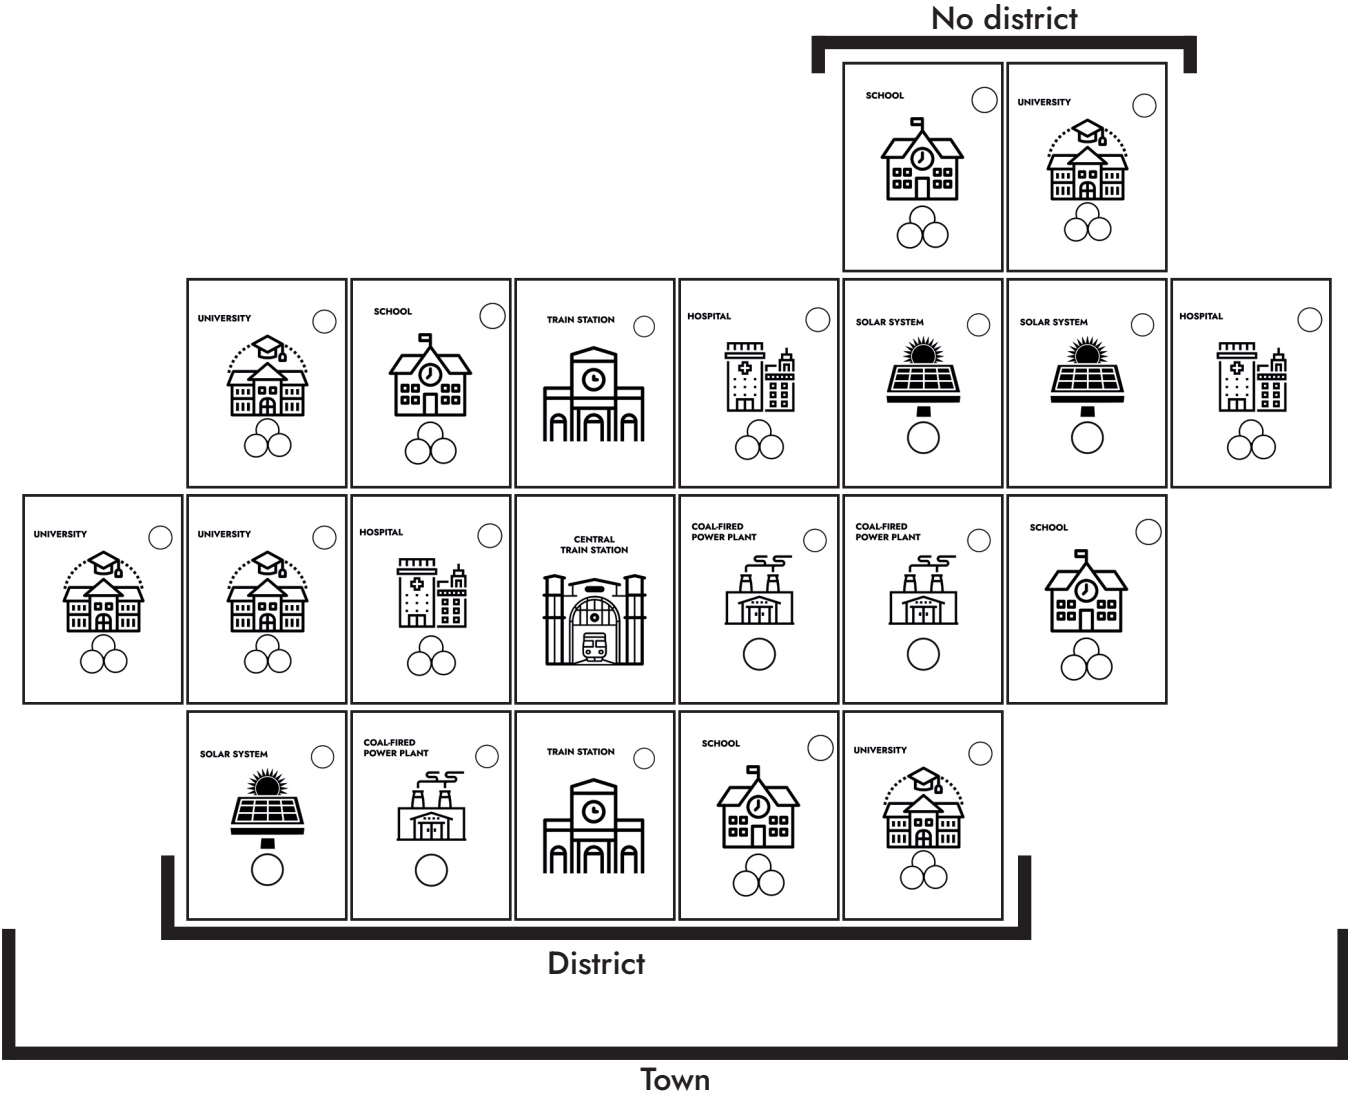 No district
SCHOOL
UNIVERSITY
UNIVERSITY
SCHOOL
TRAIN STATION
HOSPITAL
SOLAR SYSTEM
SOLAR SYSTEM
HOSPITAL
UNIVERSITY
UNIVERSITY
HOSPITAL
CENTRAL
TRAIN STATION
COAL-FIRED
POWER PLANT
COAL-FIRED
POWER PLANT
SCHOOL
SOLAR SYSTEM
COAL-FIRED
POWER PLANT
TRAIN STATION
SCHOOL
UNIVERSITY
District
Town